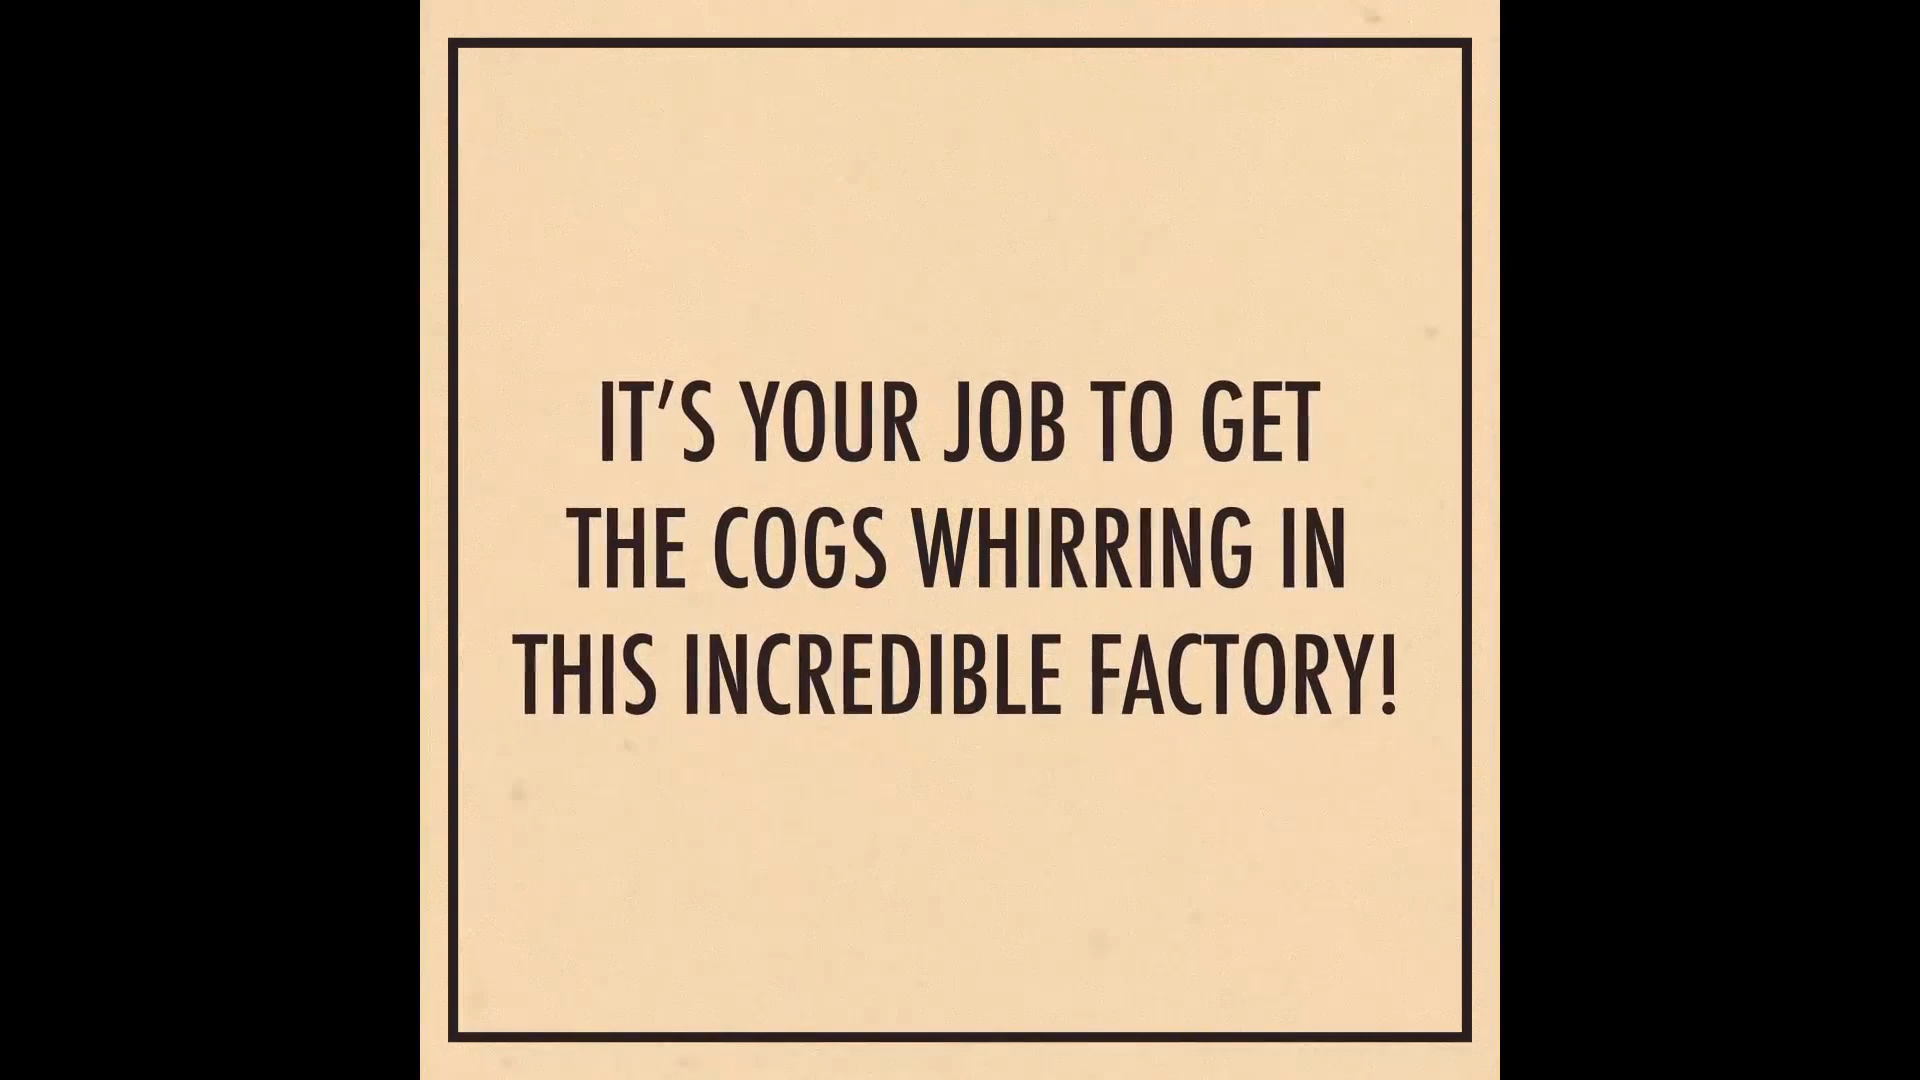 IT’S YOUR JOB TO GET
THE COGS WHIRRING IN
THIS INCREDIBLE FACTORY!